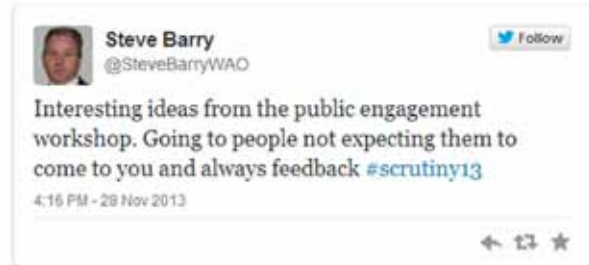 Steve Barry
Follow
@SteveBarryWAO
Interesting ideas from the public engagement
workshop. Going to people not expecting them to
come to you and always feedback #scrutiny13
4:16 PM - 28 Nov 2013